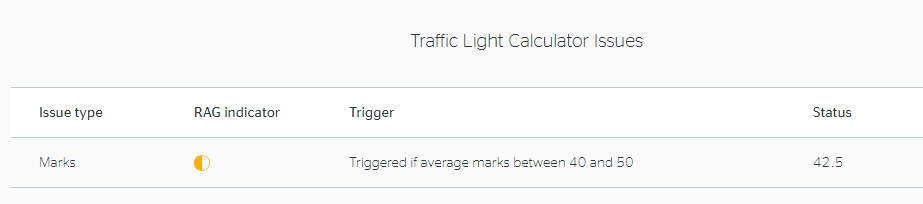 Traffic Light Calculator Issues
Issue type RAG indicator Trigger Status
Marks Triggered if average marks between 40 and 50 42.5